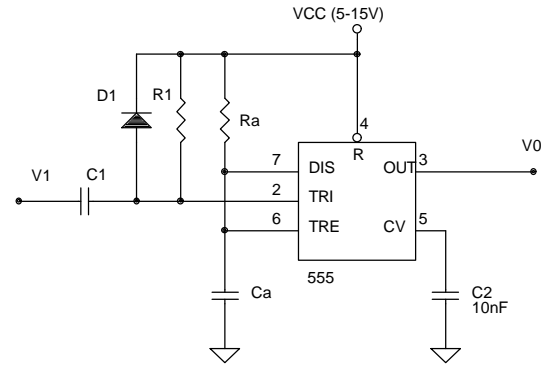 VCC (5-15V)
D1
R1
Ra
4
R
V1
C1
7
DIS
OUT
3
V0
2
TRI
6
TRE
CV
5
555
Ca
C2
10nF